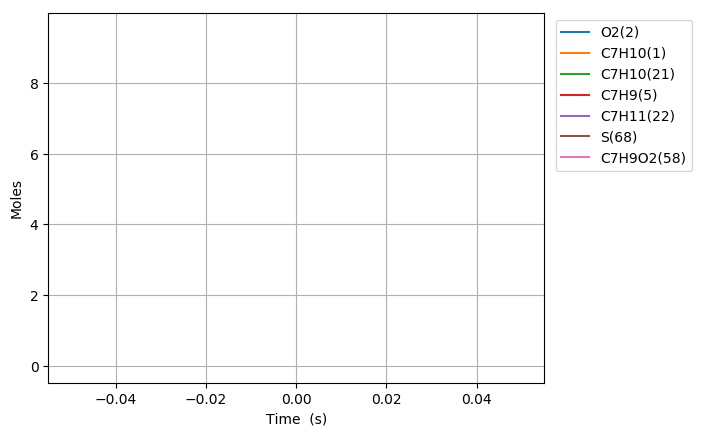 8
6
4
2
0
Moles
−0.04
−0.02
0.00
0.02
0.04
Time  (s)
O2(2)
C7H10(1)
C7H10(21)
C7H9(5)
C7H11(22)
S(68)
C7H9O2(58)